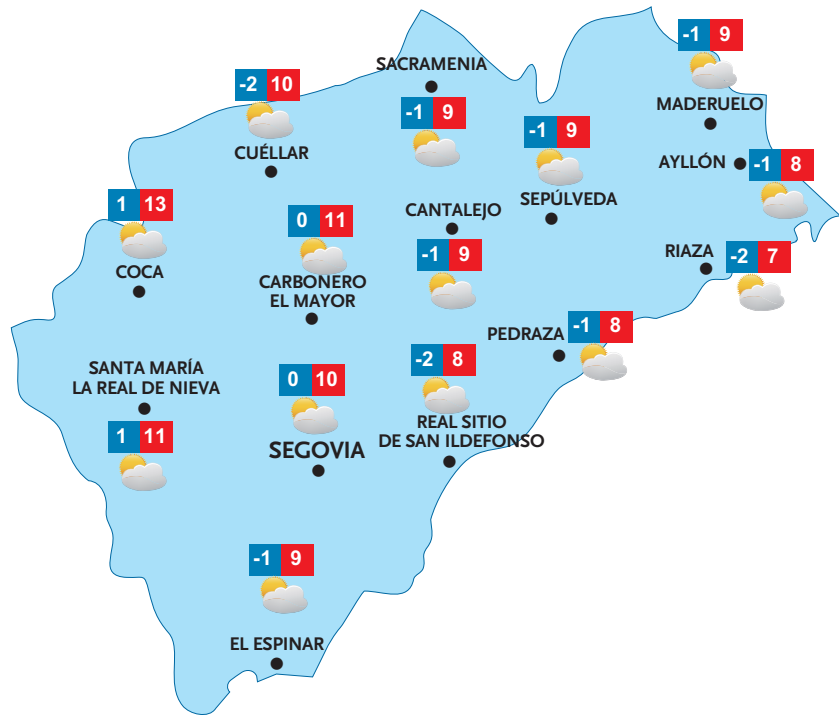 -1 9
MADERUELO
SACRAMENIA
-1 9
-2 10
CUÉLLAR
-1 9
SEPÚLVEDA
AYLLÓN
-1 8
1 13
COCA
0 11
CARBONERO
EL MAYOR
CANTALEJO
-1 9
RIAZA
-2 7
PEDRAZA
-1 8
SANTA MARÍA
LA REAL DE NIEVA
1 11
0 10
SEGOVIA
-2 8
REAL SITIO
DE SAN ILDEFONSO
-1 9
EL ESPINAR